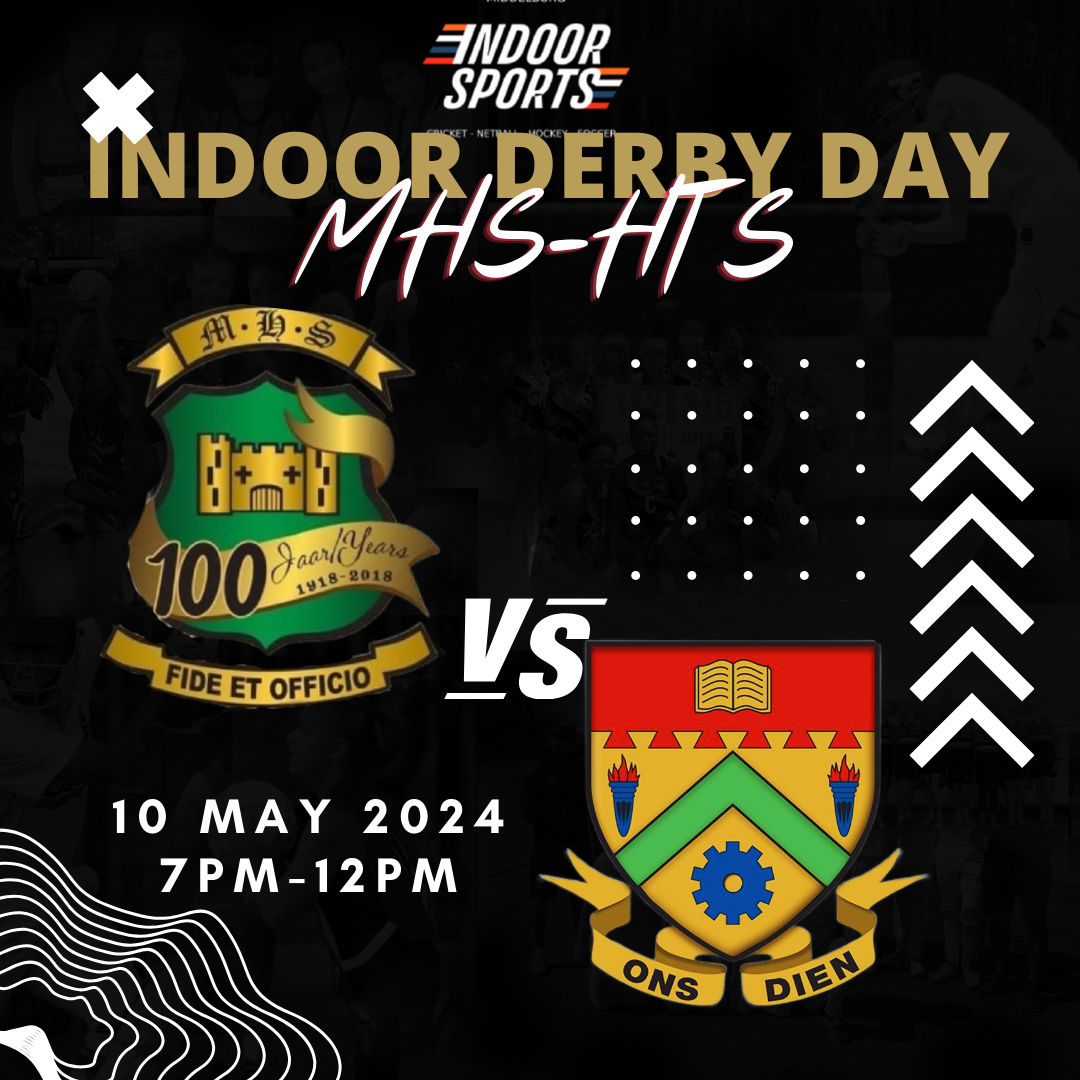 MIDDELBURG
INDOOR
SPORTS
CRICKET - NETBALL - HOCKEY - SOCCER
INDOOR DERBY DAY
MHS-HTS
M·H·S
100 Jaar/Years
1918-2018
FIDE ET OFFICIO
VS
10 MAY 2024
7PM-12PM
ONS DIEN